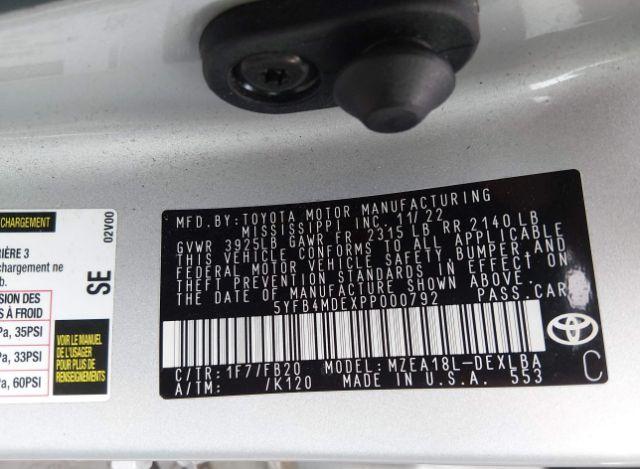 CHARGEMENT
02V00
RIÈRE 3
chargement ne
b.
SE
SION DES
S À FROID
Pa, 35PSI
Pa, 33PSI
a, 60PSI
VOIR LE MANUEL
DE L'USAGER
POUR PLUS DE
RENSEIGNEMENTS
MFD.BY:TOYOTA MOTOR MANUFACTURING
MISSISSIPPI INC. 11/22
GVWR 3925LB GAWR FR 2315 LB RR 2140 LB
THIS VEHICLE CONFORMS TO ALL APPLICABLE
FEDERAL MOTOR VEHICLE SAFETY, BUMPER, AND
THEFT PREVENTION STANDARDS IN EFFECT ON
THE DATE OF MANUFACTURE SHOWN ABOVE.
5YFB4MDEXPP000792 PASS.CAR
C/TR:1F7/FB20 MODEL:MZEA18L-DEXLBA
A/TM: /K120 MADE IN U.S.A. 553
C